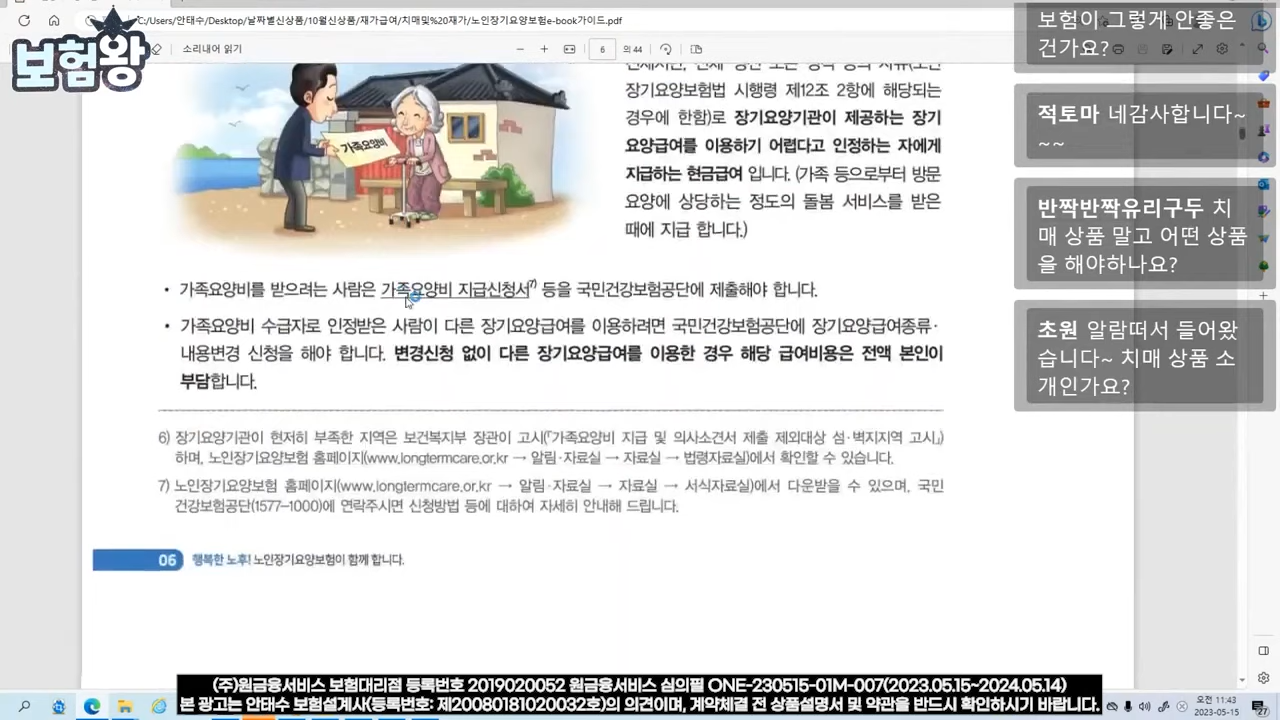 C:/Users/안태수/Desktop/날짜별신상품/10월신상품/재가급여/치매및%20재가/노인장기요양보험e-book가이드.pdf
보험왕
소리내어 읽기
6
의 44
장기요양보험법 시행령 제12조 2항에 해당되는
경우에 한함)로 장기요양기관이 제공하는 장기
요양급여를 이용하기 어렵다고 인정하는 자에게
지급하는 현금급여 입니다. (가족 등으로부터 방문
요양에 상당하는 정도의 돌봄 서비스를 받은
때에 지급 합니다.)
가족요양비
• 가족요양비를 받으려는 사람은 가족요양비 지급신청서7) 등을 국민건강보험공단에 제출해야 합니다.
• 가족요양비 수급자로 인정받은 사람이 다른 장기요양급여를 이용하려면 국민건강보험공단에 장기요양급여종류·
내용변경 신청을 해야 합니다. 변경신청 없이 다른 장기요양급여를 이용한 경우 해당 급여비용은 전액 본인이
부담합니다.
6) 장기요양기관이 현저히 부족한 지역은 보건복지부 장관이 고시(「가족요양비 지급 및 의사소견서 제출 제외대상 섬·벽지지역 고시」)
하며, 노인장기요양보험 홈페이지(www.longtermcare.or.kr → 알림·자료실 → 자료실 → 법령자료실)에서 확인할 수 있습니다.
7) 노인장기요양보험 홈페이지(www.longtermcare.or.kr → 알림·자료실 → 자료실 → 서식자료실)에서 다운받을 수 있으며, 국민
건강보험공단(1577-1000)에 연락주시면 신청방법 등에 대하여 자세히 안내해 드립니다.
06 행복한 노후! 노인장기요양보험이 함께 합니다.
보험이 그렇게 안좋은
건가요?
적토마 네감사합니다~
~~
반짝반짝유리구두 치
매 상품 말고 어떤 상품
을 해야하나요?
초원 알람떠서 들어왔
습니다~ 치매 상품 소
개인가요?
(주)원금융서비스 보험대리점 등록번호 2019020052 원금융서비스 심의필 ONE-230515-01M-007(2023.05.15~2024.05.14)
본 광고는 안태수 보험설계사(등록번호: 제20080181020032호)의 의견이며, 계약체결 전 상품설명서 및 약관을 반드시 확인하시기 바랍니다.
오전 11:43
2023-05-15
27